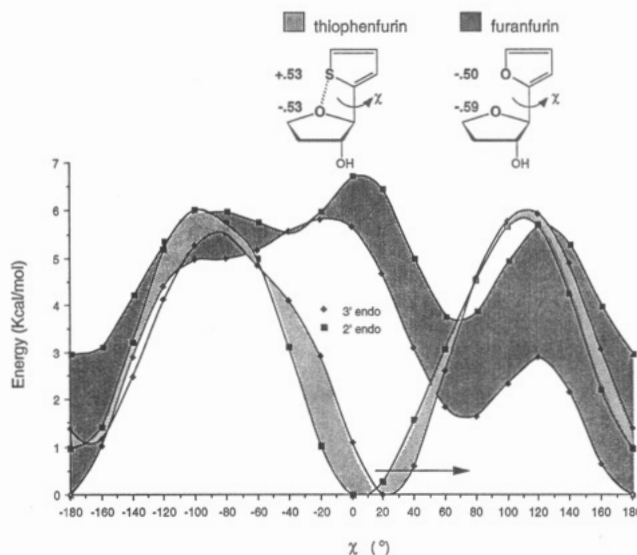 thiophenfurin
furanfurin
+.53
S
-.53
O
χ
OH
-.50
O
-.59
O
χ
OH
Energy (Kcal/mol)
7
6
5
4
3
2
1
0
3' endo
2' endo
-180 -160 -140 -120 -100 -80 -60 -40 -20 0 20 40 60 80 100 120 140 160 180
χ (°)